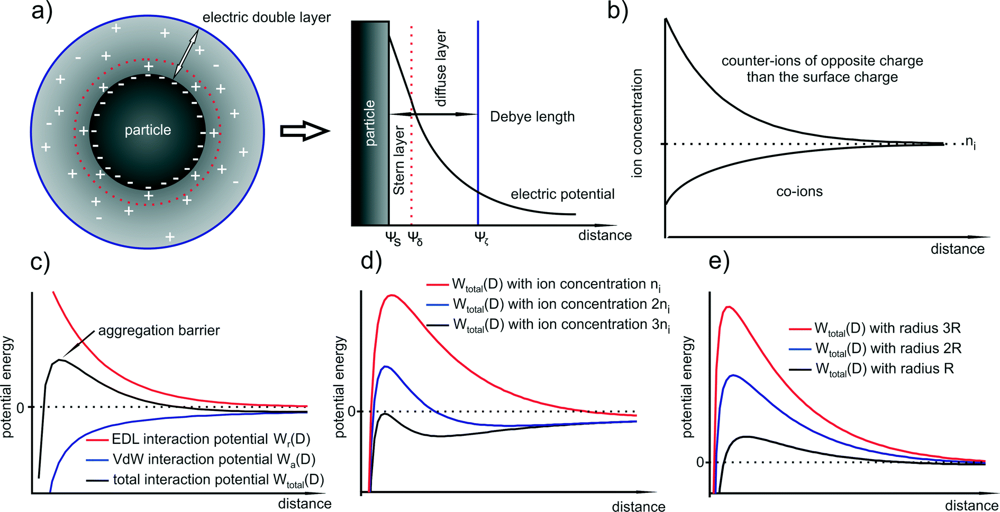 a)
electric double layer
particle
particle
Stern layer
diffuse layer
Debye length
electric potential
ΨS Ψδ Ψζ
distance
b)
ion concentration
counter-ions of opposite charge
than the surface charge
ni
co-ions
distance
c)
potential energy
aggregation barrier
0
EDL interaction potential Wr(D)
VdW interaction potential Wa(D)
total interaction potential Wtotal(D)
distance
d)
potential energy
Wtotal(D) with ion concentration ni
Wtotal(D) with ion concentration 2ni
Wtotal(D) with ion concentration 3ni
0
distance
e)
potential energy
Wtotal(D) with radius 3R
Wtotal(D) with radius 2R
Wtotal(D) with radius R
0
distance